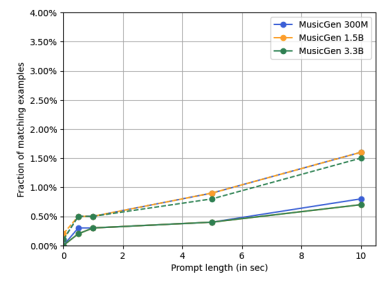 4.00%
3.50%
3.00%
2.50%
2.00%
1.50%
1.00%
0.50%
0.00%
Fraction of matching examples
MusicGen 300M
MusicGen 1.5B
MusicGen 3.3B
0 2 4 6 8 10
Prompt length (in sec)